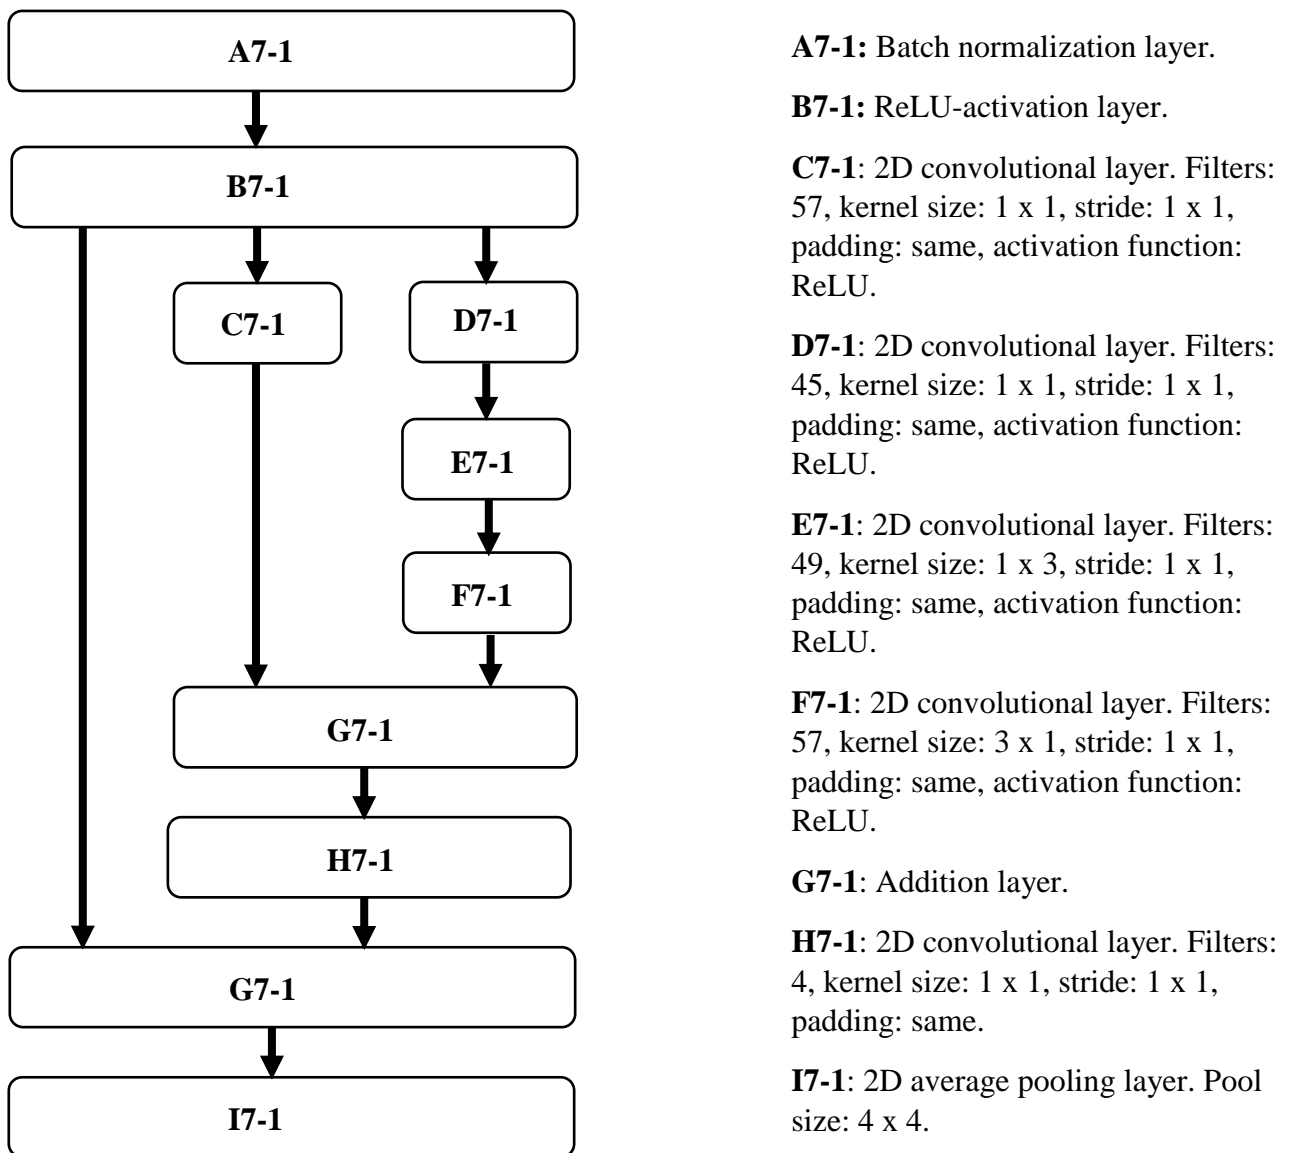 A7-1
B7-1
C7-1
D7-1
E7-1
F7-1
G7-1
H7-1
G7-1
I7-1
A7-1: Batch normalization layer.
B7-1: ReLU-activation layer.
C7-1: 2D convolutional layer. Filters:
57, kernel size: 1 x 1, stride: 1 x 1,
padding: same, activation function:
ReLU.
D7-1: 2D convolutional layer. Filters:
45, kernel size: 1 x 1, stride: 1 x 1,
padding: same, activation function:
ReLU.
E7-1: 2D convolutional layer. Filters:
49, kernel size: 1 x 3, stride: 1 x 1,
padding: same, activation function:
ReLU.
F7-1: 2D convolutional layer. Filters:
57, kernel size: 3 x 1, stride: 1 x 1,
padding: same, activation function:
ReLU.
G7-1: Addition layer.
H7-1: 2D convolutional layer. Filters:
4, kernel size: 1 x 1, stride: 1 x 1,
padding: same.
I7-1: 2D average pooling layer. Pool
size: 4 x 4.